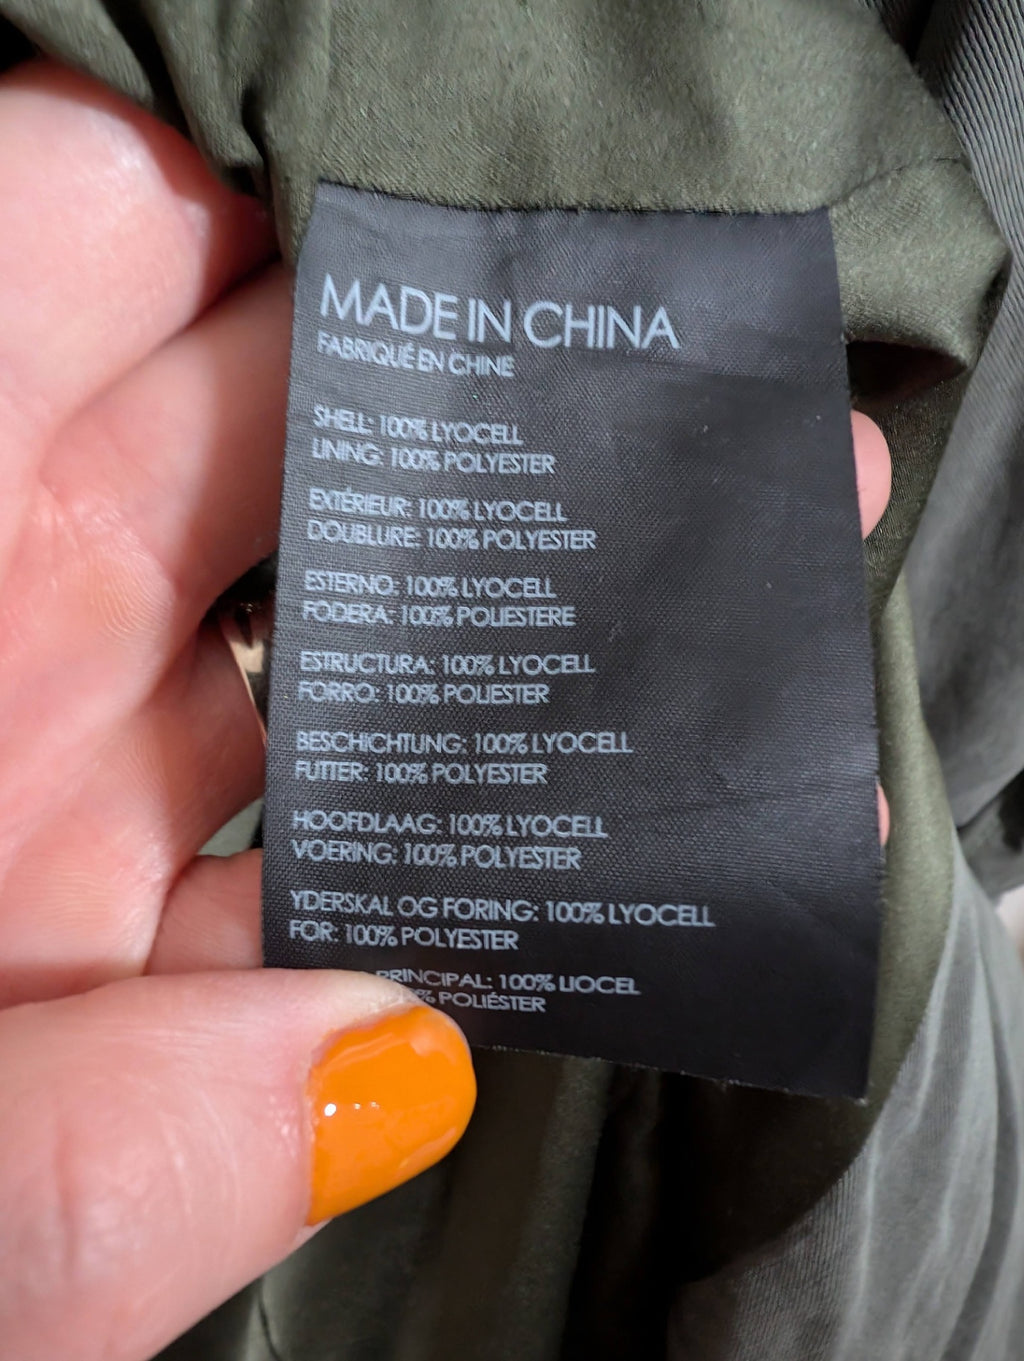 MADE IN CHINA
FABRIQUÉ EN CHINE
SHELL: 100% LYOCELL
LINING: 100% POLYESTER
EXTÉRIEUR: 100% LYOCELL
DOUBLURE: 100% POLYESTER
ESTERNO: 100% LYOCELL
FODERA: 100% POLIESTERE
ESTRUCTURA: 100% LYOCELL
FORRO: 100% POLIESTER
BESCHICHTUNG: 100% LYOCELL
FUTTER: 100% POLYESTER
HOOFDLAAG: 100% LYOCELL
VOERING: 100% POLYESTER
YDERSKAL OG FORING: 100% LYOCELL
FOR: 100% POLYESTER
PRINCIPAL: 100% LIOCEL
POLIÉSTER